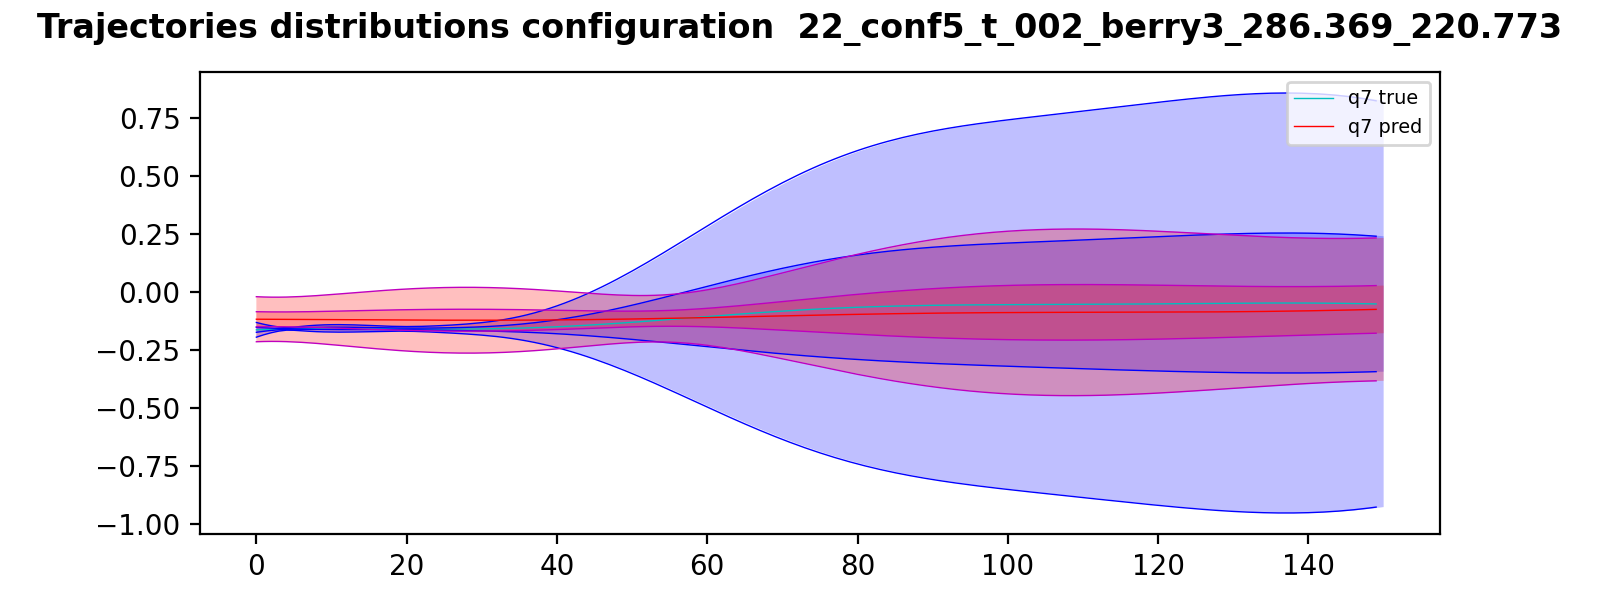 Trajectories distributions configuration  22_conf5_t_002_berry3_286.369_220.773
q7 true
q7 pred
0.75
0.50
0.25
0.00
−0.25
−0.50
−0.75
−1.00
0 20 40 60 80 100 120 140